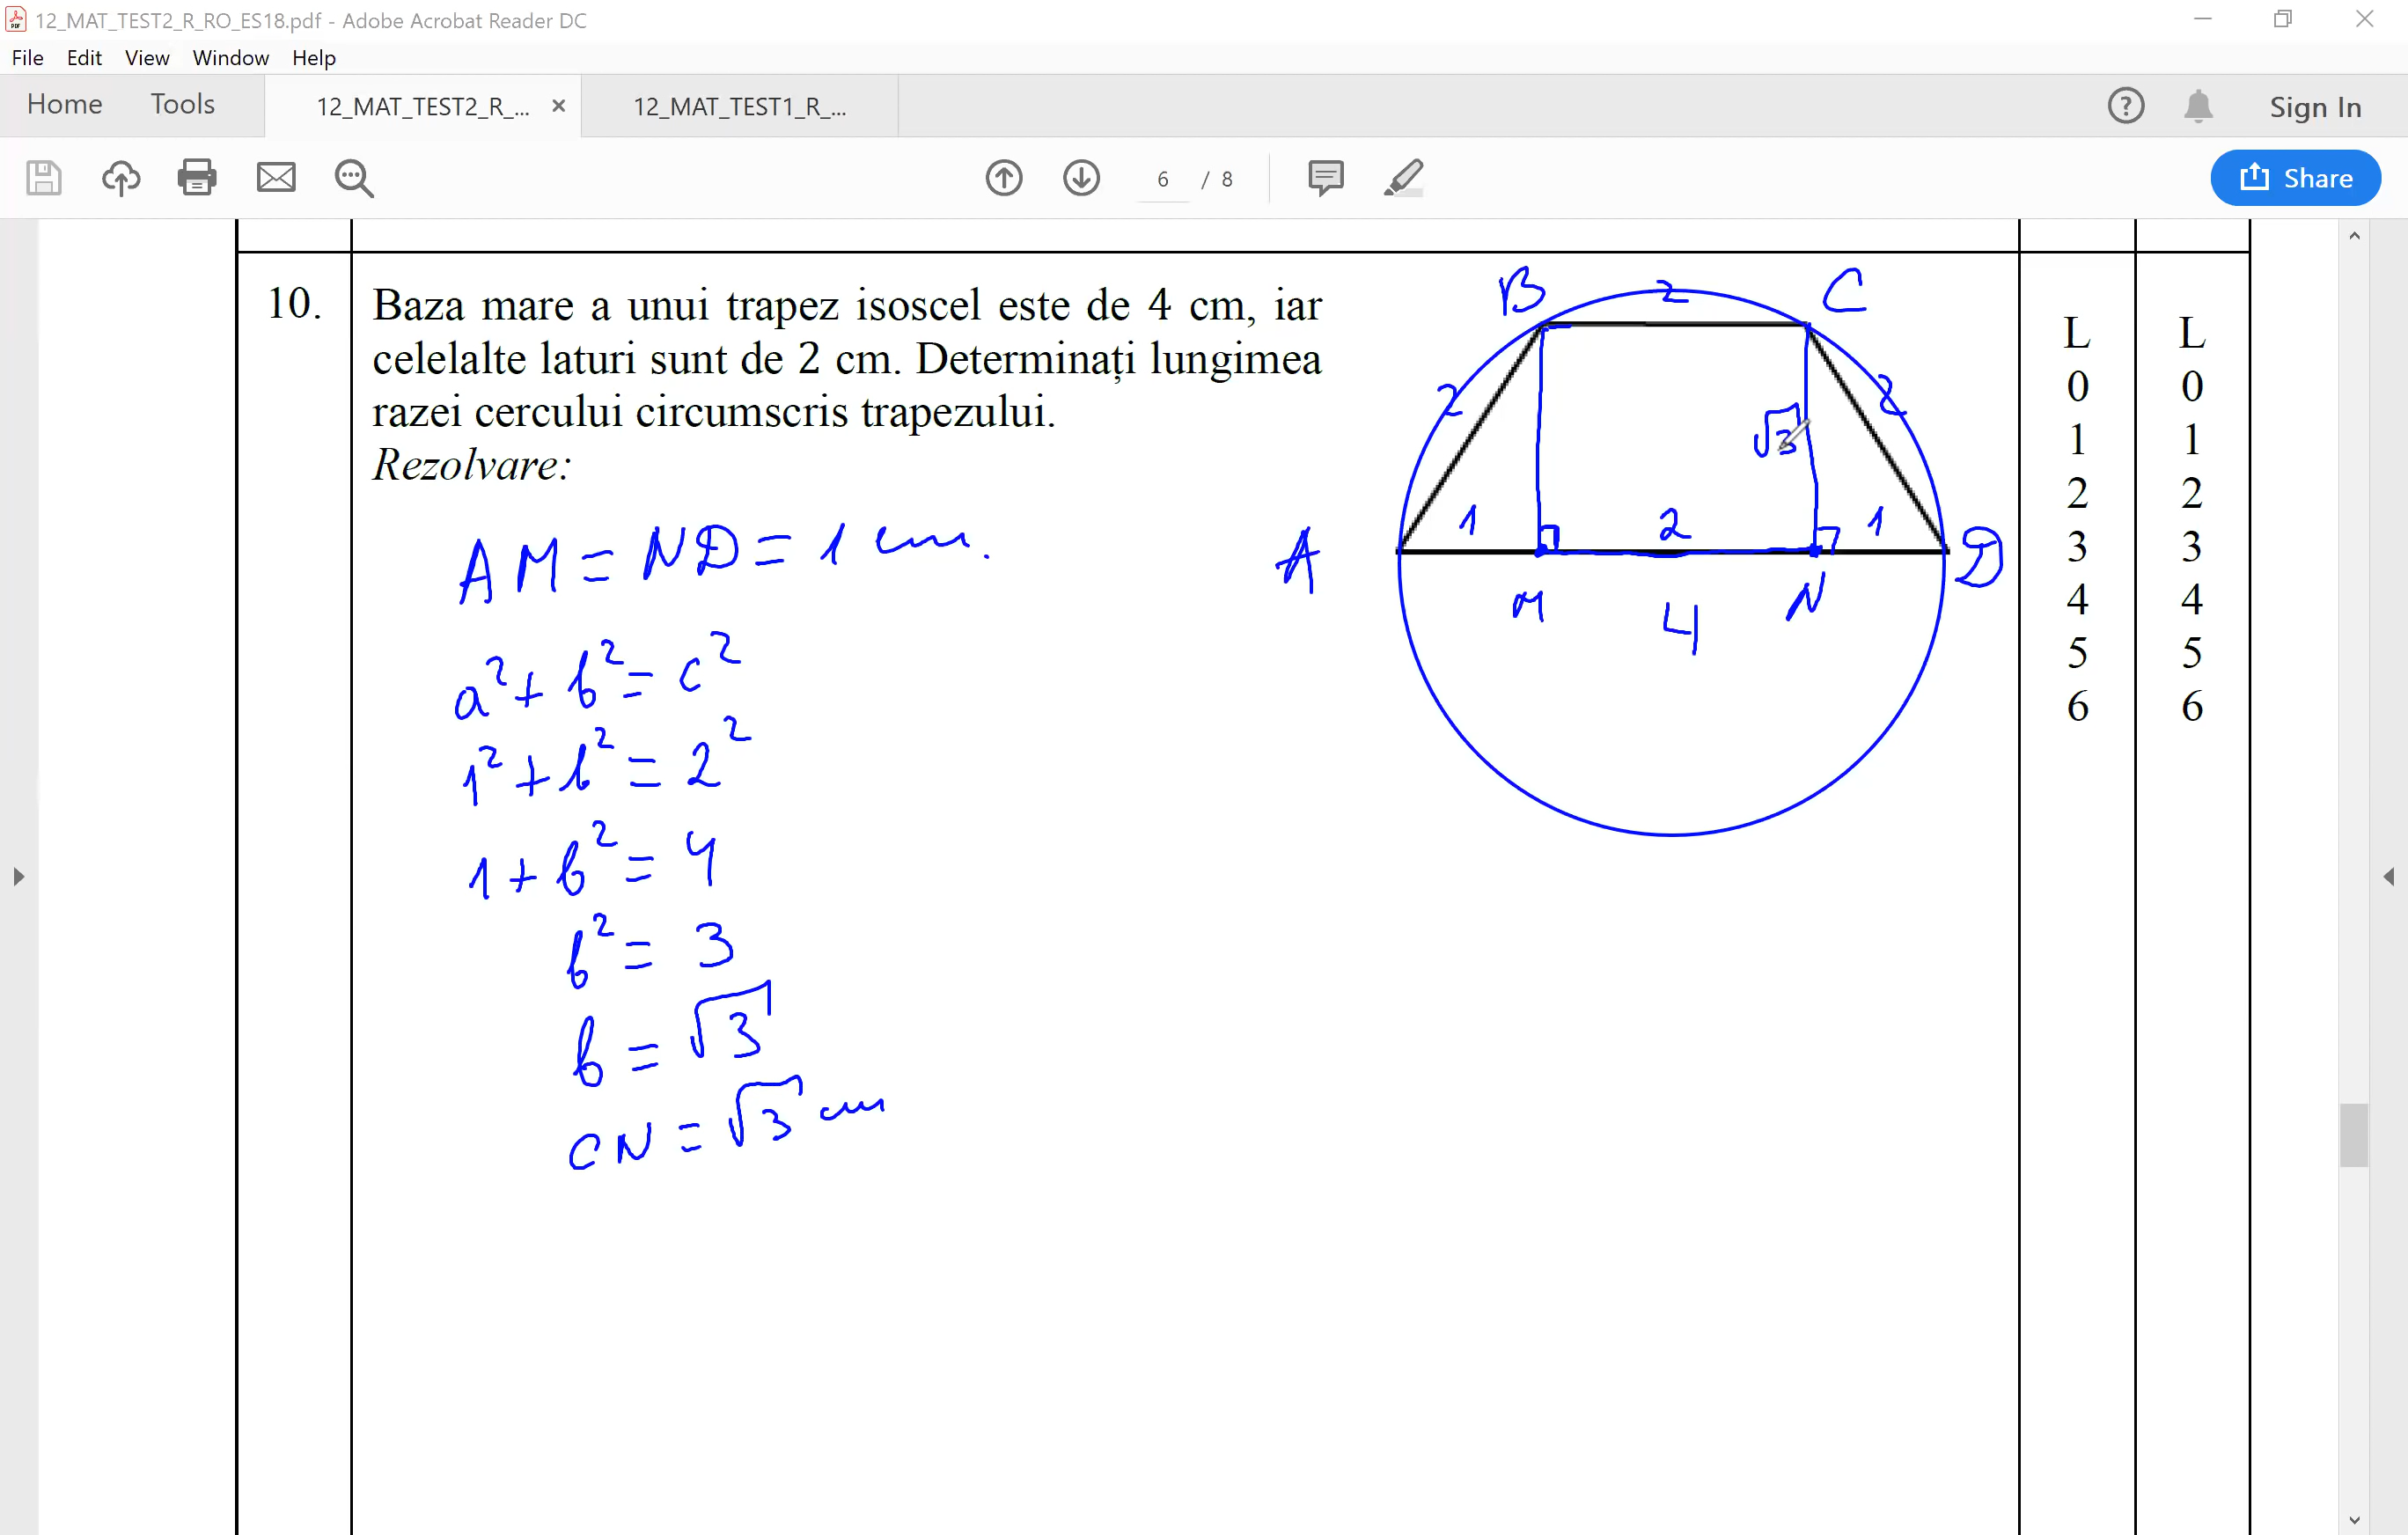 12_MAT_TEST2_R_RO_ES18.pdf - Adobe Acrobat Reader DC
File Edit View Window Help
Home Tools 12_MAT_TEST2_R_... × 12_MAT_TEST1_R_... ? Sign In
6 / 8 Share
10.
Baza mare a unui trapez isoscel este de 4 cm, iar
celelalte laturi sunt de 2 cm. Determinați lungimea
razei cercului circumscris trapezului.
Rezolvare:
AM = ND = 1 cm.
a² + b² = c²
1² + b² = 2²
1 + b² = 4
b² = 3
b = √3
CN = √3 cm
B 2 C
2 2
√3
1 2 1
A D
M N
4
L L
0 0
1 1
2 2
3 3
4 4
5 5
6 6